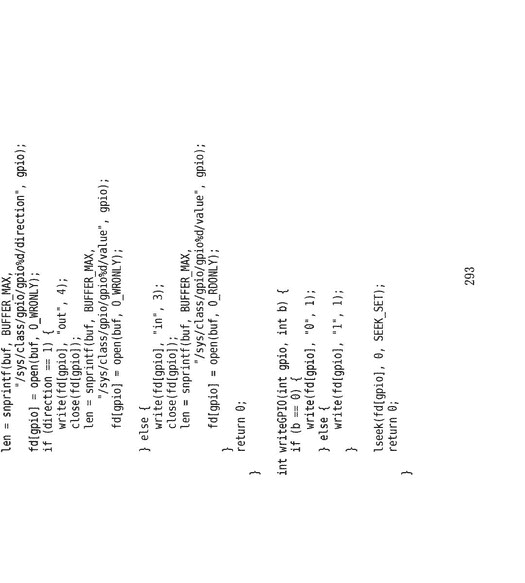 len = snprintf(buf, BUFFER_MAX,
"/sys/class/gpio/gpio%d/direction", gpio);
fd[gpio] = open(buf, O_WRONLY);
if (direction == 1) {
write(fd[gpio], "out", 4);
close(fd[gpio]);
len = snprintf(buf, BUFFER_MAX,
"/sys/class/gpio/gpio%d/value", gpio);
fd[gpio] = open(buf, O_WRONLY);
} else {
write(fd[gpio], "in", 3);
close(fd[gpio]);
len = snprintf(buf, BUFFER_MAX,
"/sys/class/gpio/gpio%d/value", gpio);
fd[gpio] = open(buf, O_RDONLY);
}
return 0;
}
int writeGPIO(int gpio, int b) {
if (b == 0) {
write(fd[gpio], "0", 1);
} else {
write(fd[gpio], "1", 1);
}
lseek(fd[gpio], 0, SEEK_SET);
return 0;
}
293